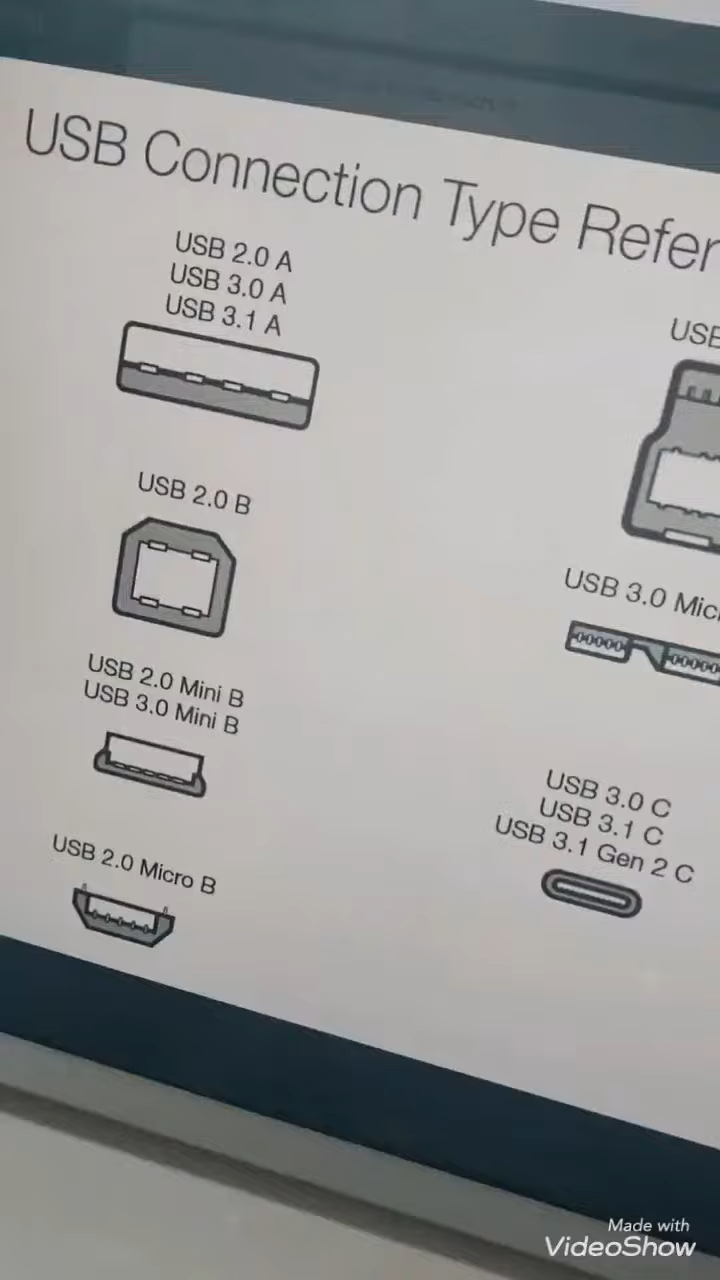 USB Connection Type Refer
USB 2.0 A
USB 3.0 A
USB 3.1 A
USB 2.0 B
USB 2.0 Mini B
USB 3.0 Mini B
USB 2.0 Micro B
USB
USB 3.0 Micr
USB 3.0 C
USB 3.1 C
USB 3.1 Gen 2 C
Made with
VideoShow